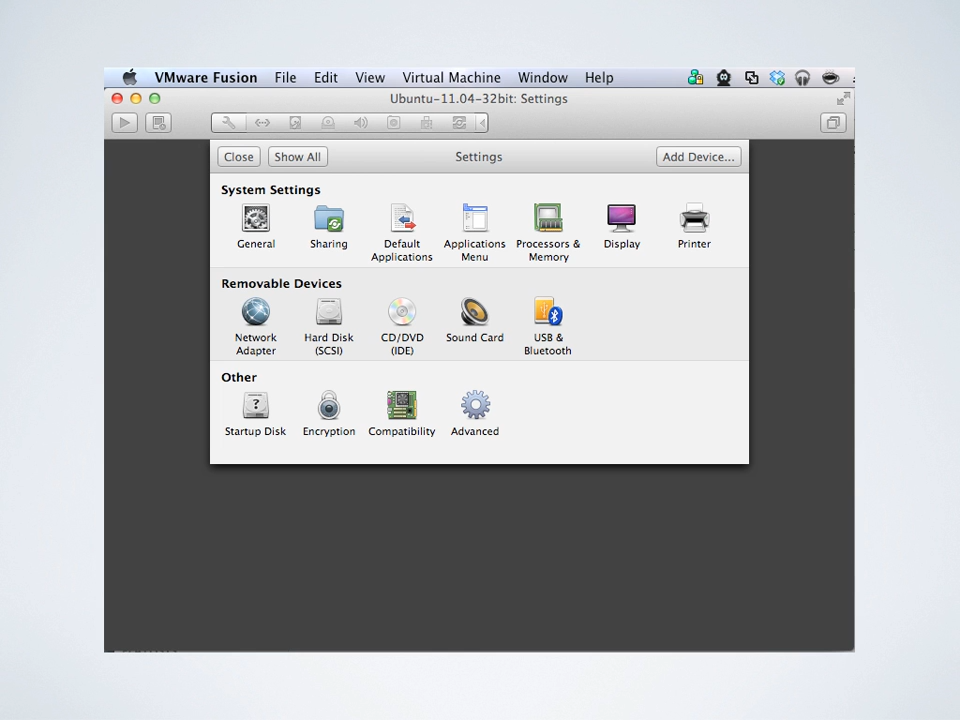 VMware Fusion File Edit View Virtual Machine Window Help
Ubuntu-11.04-32bit: Settings
Close Show All Settings Add Device...
System Settings
General Sharing Default Applications Processors & Display Printer
Applications Menu Memory
Removable Devices
Network Hard Disk CD/DVD Sound Card USB &
Adapter (SCSI) (IDE) Bluetooth
Other
? 
Startup Disk Encryption Compatibility Advanced